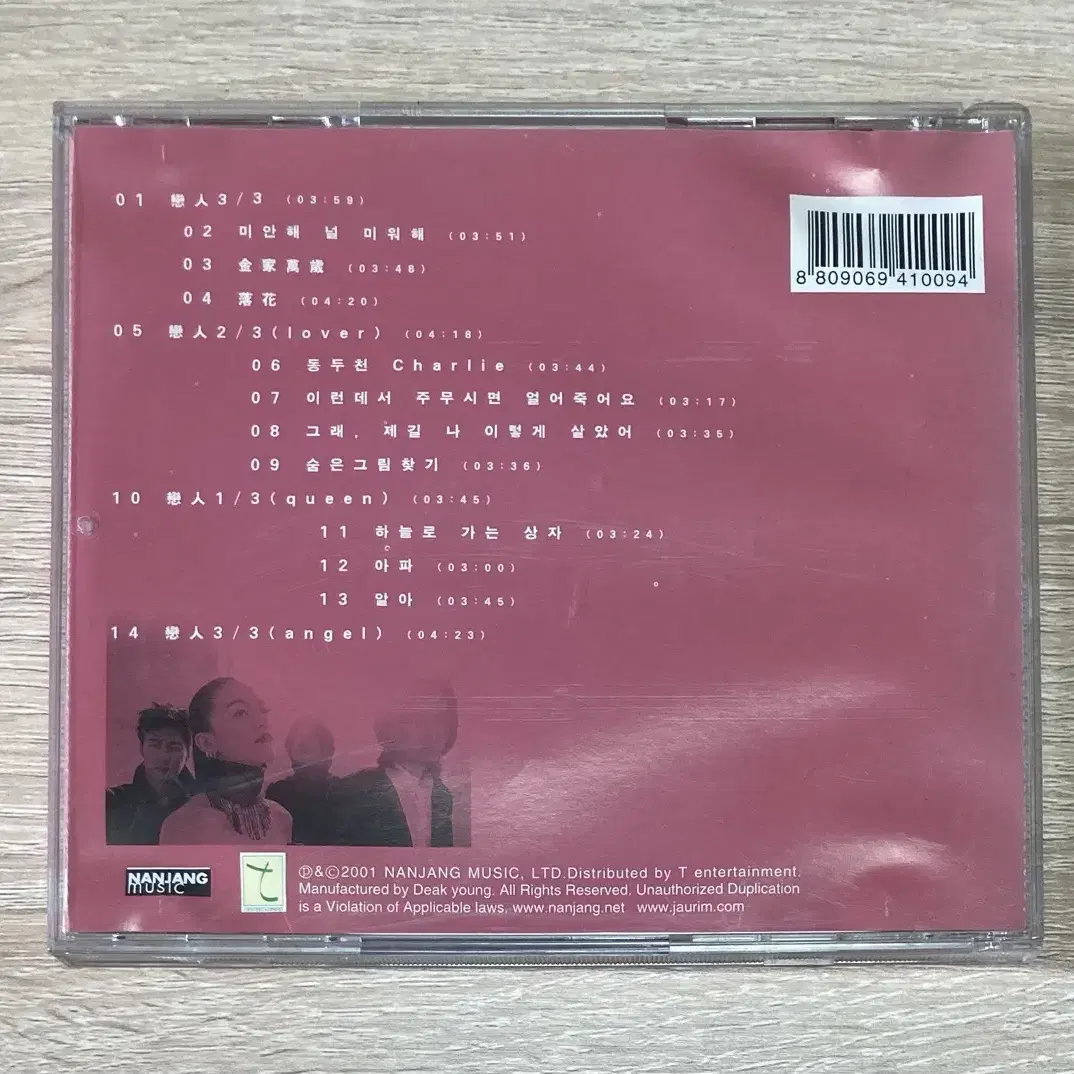 01 戀人3/3 (03:59)
02 미안해 널 미워해 (03:51)
03 金家萬歲 (03:48)
04 落花 (04:20)
05 戀人2/3(lover) (04:18)
06 동두천 Charlie (03:44)
07 이런데서 주무시면 얼어죽어요 (03:17)
08 그래, 제길 나 이렇게 살았어 (03:35)
09 숨은그림찾기 (03:36)
10 戀人1/3(queen) (03:45)
11 하늘로 가는 상자 (03:24)
12 아파 (03:00)
13 알아 (03:45)
14 戀人3/3(angel) (04:23)
8 809069 410094
NANJANG
music
t
℗&©2001 NANJANG MUSIC, LTD.Distributed by T entertainment.
Manufactured by Deak young. All Rights Reserved. Unauthorized Duplication
is a Violation of Applicable laws. www.nanjang.net www.jaurim.com